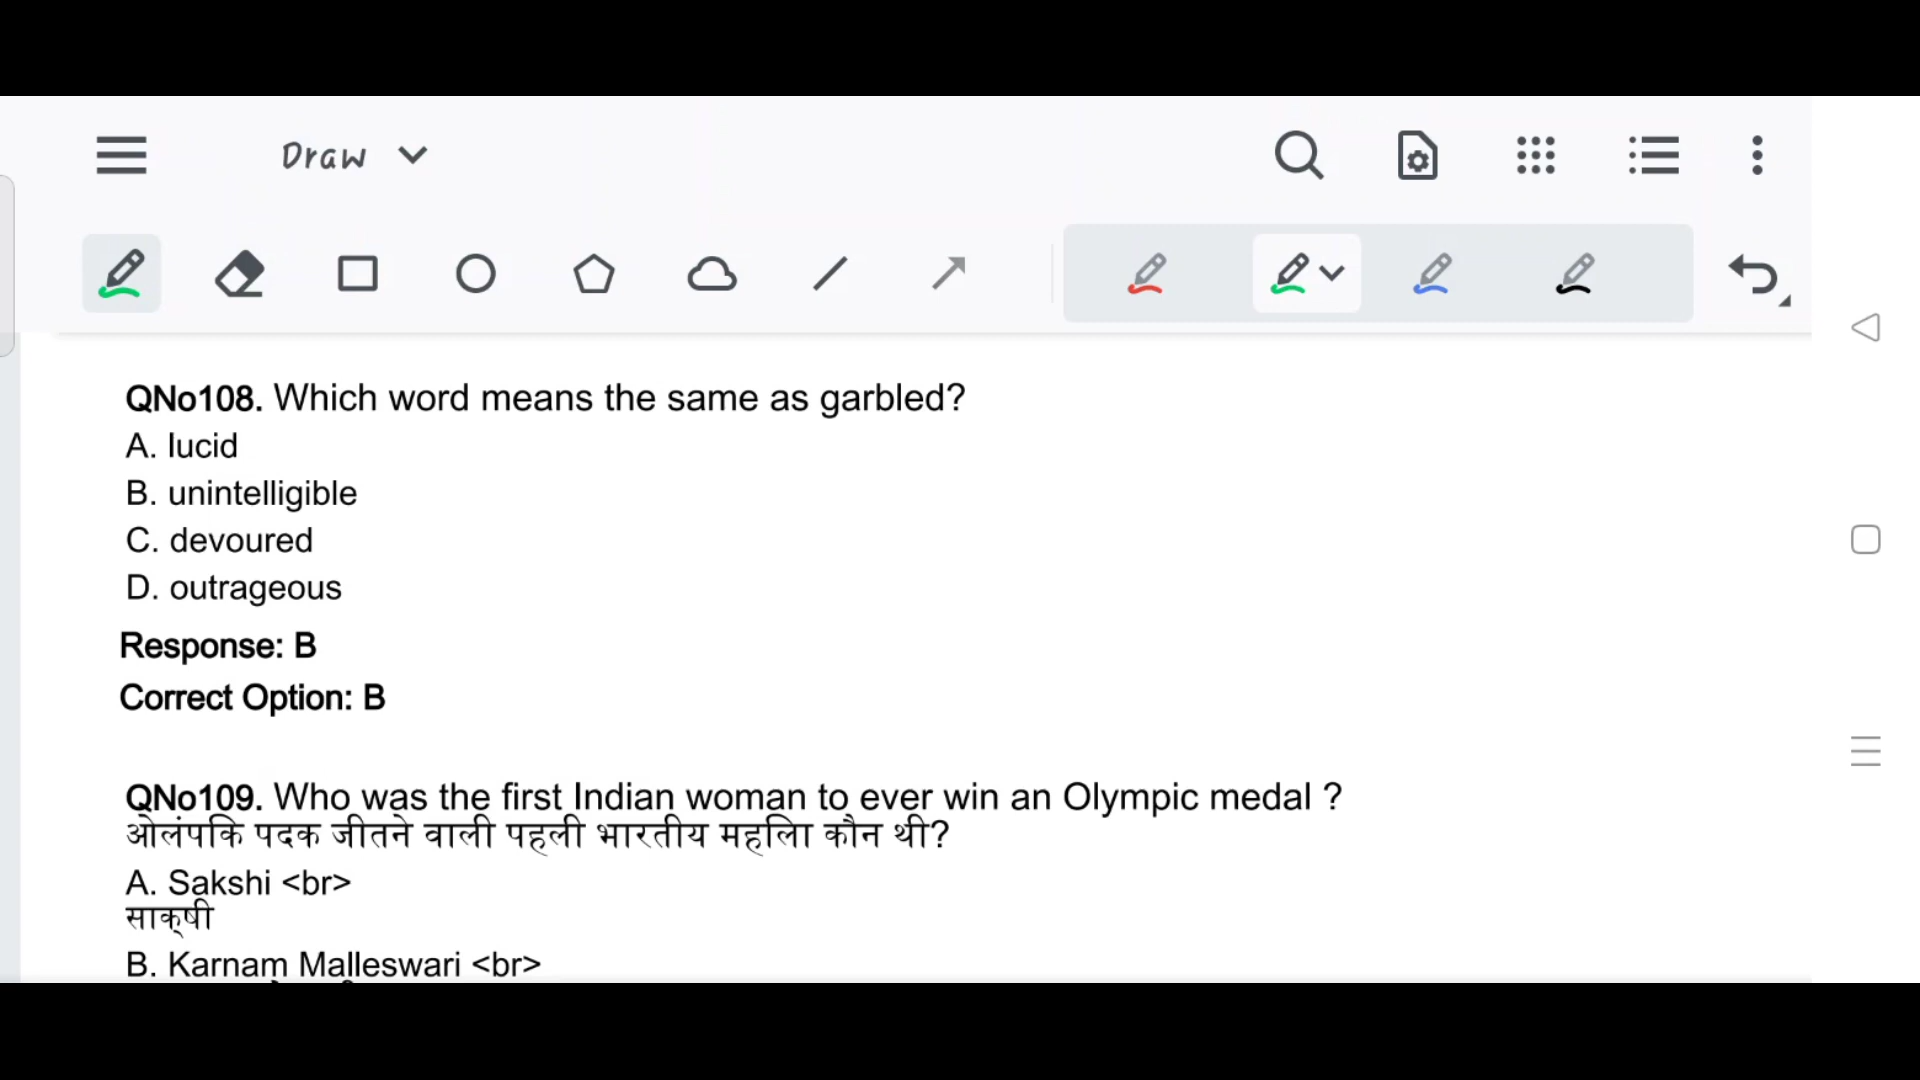 Draw
QNo108. Which word means the same as garbled?
A. lucid
B. unintelligible
C. devoured
D. outrageous
Response: B
Correct Option: B
QNo109. Who was the first Indian woman to ever win an Olympic medal ?
ओलंपकि पदक जीतने वाली पहली भारतीय महलिा कौन थी?
A. Sakshi <br>
साक्षी
B. Karnam Malleswari <br>